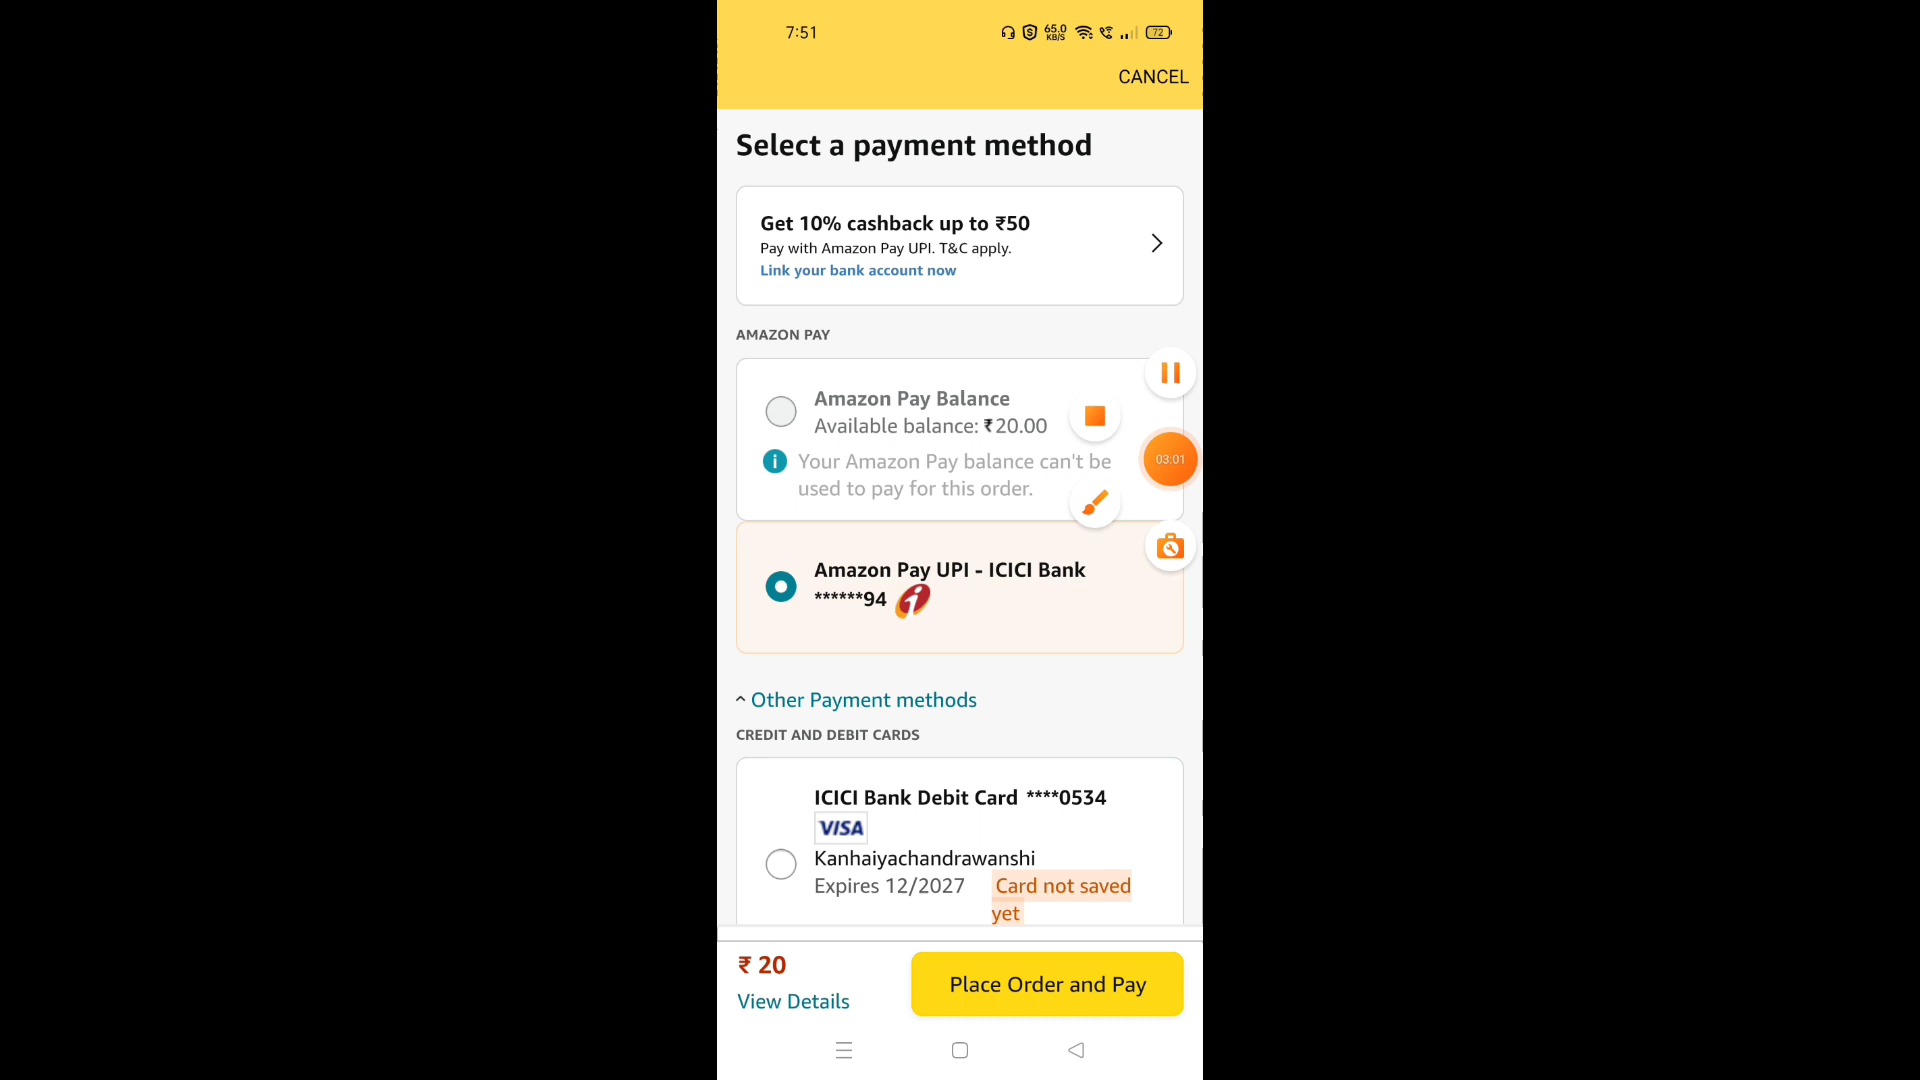 7:51
65.0
KB/S
72
CANCEL
Select a payment method
Get 10% cashback up to ₹50
Pay with Amazon Pay UPI. T&C apply.
Link your bank account now
AMAZON PAY
Amazon Pay Balance
Available balance: ₹20.00
Your Amazon Pay balance can't be
used to pay for this order.
03:01
Amazon Pay UPI - ICICI Bank
******94
^ Other Payment methods
CREDIT AND DEBIT CARDS
ICICI Bank Debit Card ****0534
VISA
Kanhaiyachandrawanshi
Expires 12/2027 Card not saved
yet
₹ 20
View Details
Place Order and Pay